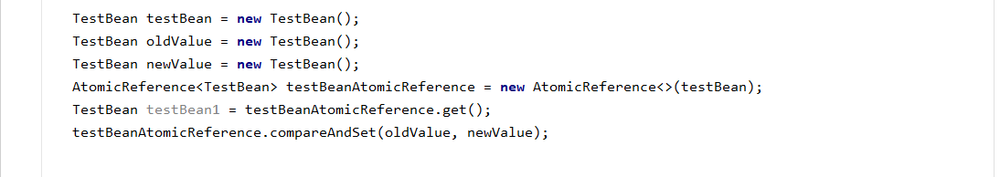 TestBean testBean = new TestBean();
TestBean oldValue = new TestBean();
TestBean newValue = new TestBean();
AtomicReference<TestBean> testBeanAtomicReference = new AtomicReference<>(testBean);
TestBean testBean1 = testBeanAtomicReference.get();
testBeanAtomicReference.compareAndSet(oldValue, newValue);